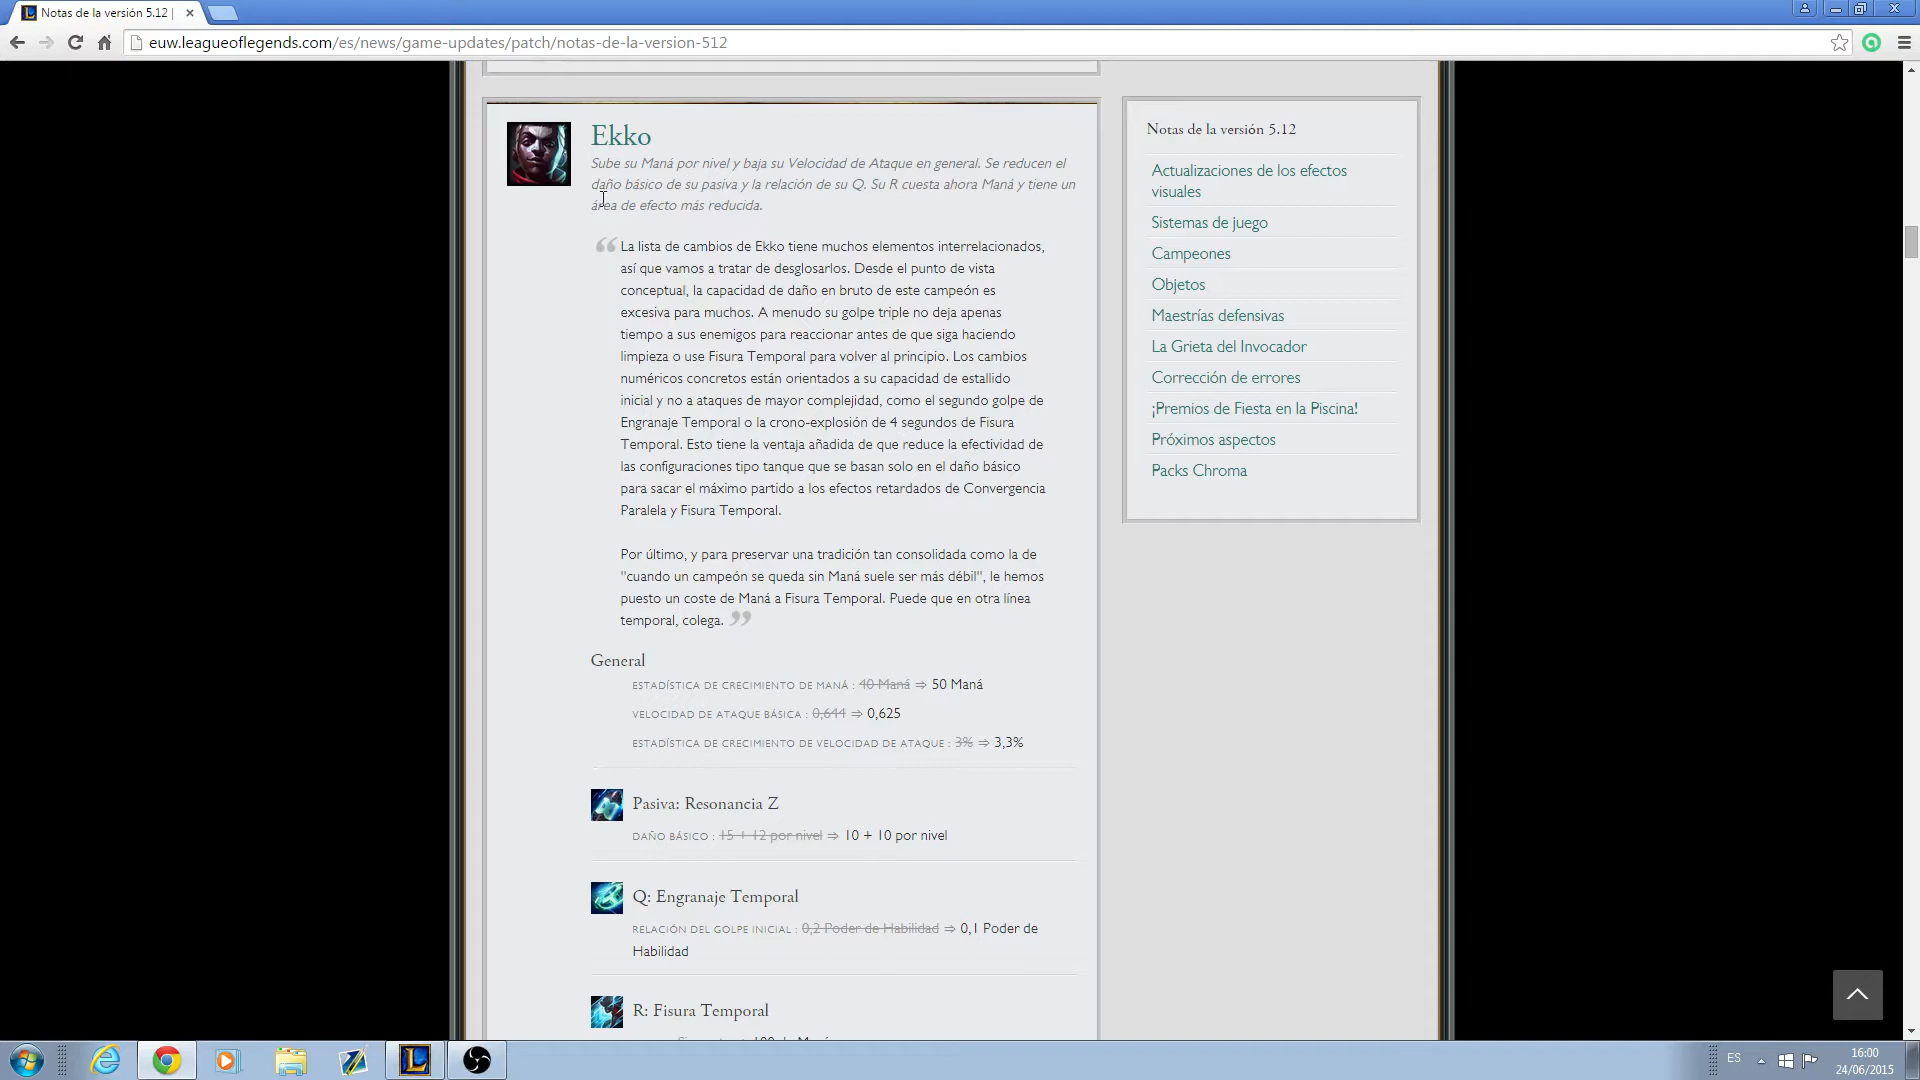 Notas de la versión 5.12 |
euw.leagueoflegends.com/es/news/game-updates/patch/notas-de-la-version-512
Ekko
Sube su Maná por nivel y baja su Velocidad de Ataque en general. Se reducen el
daño básico de su pasiva y la relación de su Q. Su R cuesta ahora Maná y tiene un
área de efecto más reducida.
“ La lista de cambios de Ekko tiene muchos elementos interrelacionados,
así que vamos a tratar de desglosarlos. Desde el punto de vista
conceptual, la capacidad de daño en bruto de este campeón es
excesiva para muchos. A menudo su golpe triple no deja apenas
tiempo a sus enemigos para reaccionar antes de que siga haciendo
limpieza o use Fisura Temporal para volver al principio. Los cambios
numéricos concretos están orientados a su capacidad de estallido
inicial y no a ataques de mayor complejidad, como el segundo golpe de
Engranaje Temporal o la crono-explosión de 4 segundos de Fisura
Temporal. Esto tiene la ventaja añadida de que reduce la efectividad de
las configuraciones tipo tanque que se basan solo en el daño básico
para sacar el máximo partido a los efectos retardados de Convergencia
Paralela y Fisura Temporal.
Por último, y para preservar una tradición tan consolidada como la de
"cuando un campeón se queda sin Maná suele ser más débil", le hemos
puesto un coste de Maná a Fisura Temporal. Puede que en otra línea
temporal, colega. ”
General
ESTADÍSTICA DE CRECIMIENTO DE MANÁ : 40 Maná ⇒ 50 Maná
VELOCIDAD DE ATAQUE BÁSICA : 0,644 ⇒ 0,625
ESTADÍSTICA DE CRECIMIENTO DE VELOCIDAD DE ATAQUE : 3% ⇒ 3,3%
Pasiva: Resonancia Z
DAÑO BÁSICO : 15 + 12 por nivel ⇒ 10 + 10 por nivel
Q: Engranaje Temporal
RELACIÓN DEL GOLPE INICIAL : 0,2 Poder de Habilidad ⇒ 0,1 Poder de
Habilidad
R: Fisura Temporal
Notas de la versión 5.12
Actualizaciones de los efectos
visuales
Sistemas de juego
Campeones
Objetos
Maestrías defensivas
La Grieta del Invocador
Corrección de errores
¡Premios de Fiesta en la Piscina!
Próximos aspectos
Packs Chroma
ES
16:00
24/06/2015